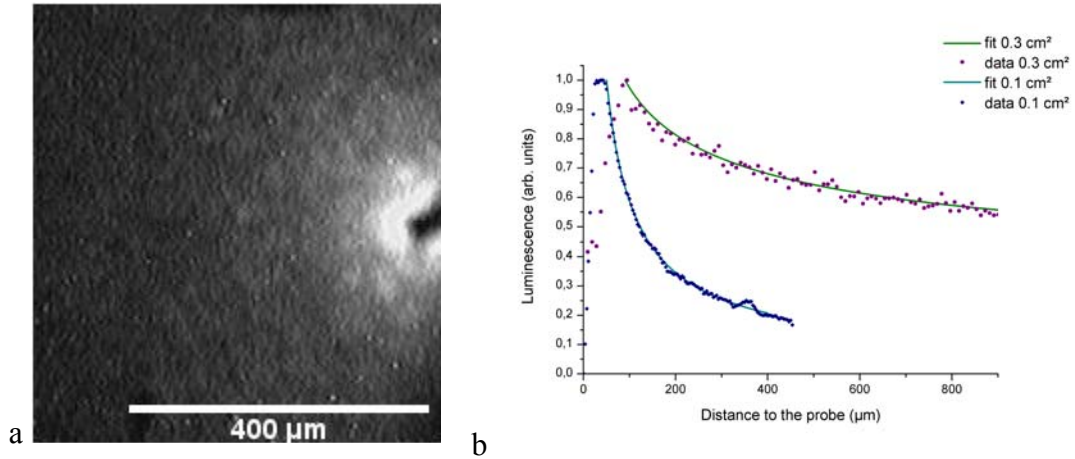 400 µm
a
fit 0.3 cm²
data 0.3 cm²
fit 0.1 cm²
data 0.1 cm²
1,0
0,9
0,8
0,7
0,6
0,5
0,4
0,3
0,2
0,1
0,0
Luminescence (arb. units)
0 200 400 600 800
Distance to the probe (µm)
b